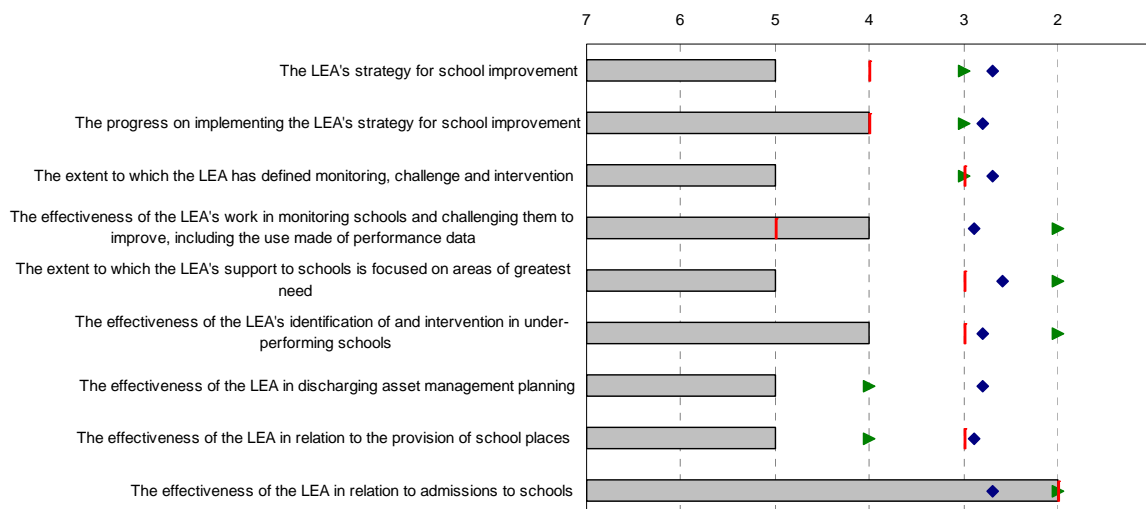 7 6 5 4 3 2
The LEA's strategy for school improvement
The progress on implementing the LEA's strategy for school improvement
The extent to which the LEA has defined monitoring, challenge and intervention
The effectiveness of the LEA's work in monitoring schools and challenging them to
improve, including the use made of performance data
The extent to which the LEA's support to schools is focused on areas of greatest
need
The effectiveness of the LEA's identification of and intervention in under-
performing schools
The effectiveness of the LEA in discharging asset management planning
The effectiveness of the LEA in relation to the provision of school places
The effectiveness of the LEA in relation to admissions to schools